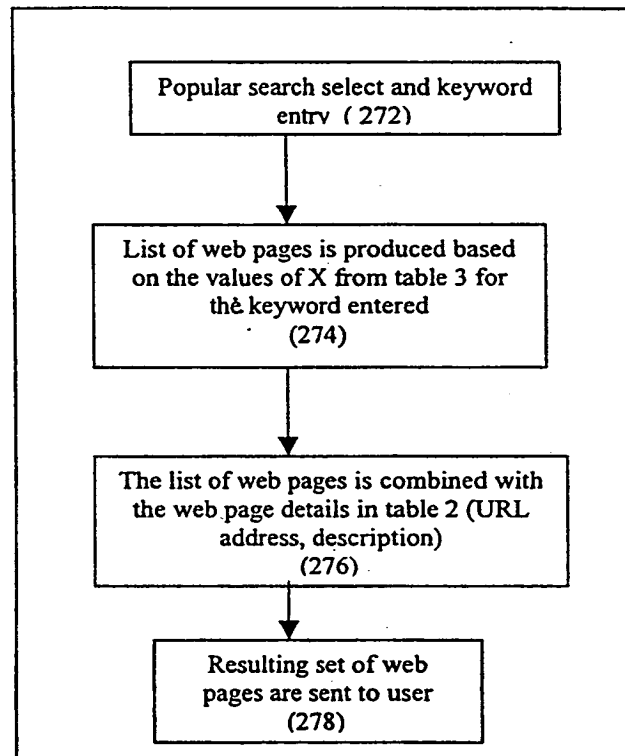 Popular search select and keyword
entry ( 272)
List of web pages is produced based
on the values of X from table 3 for
the keyword entered
(274)
The list of web pages is combined with
the web page details in table 2 (URL
address, description)
(276)
Resulting set of web
pages are sent to user
(278)